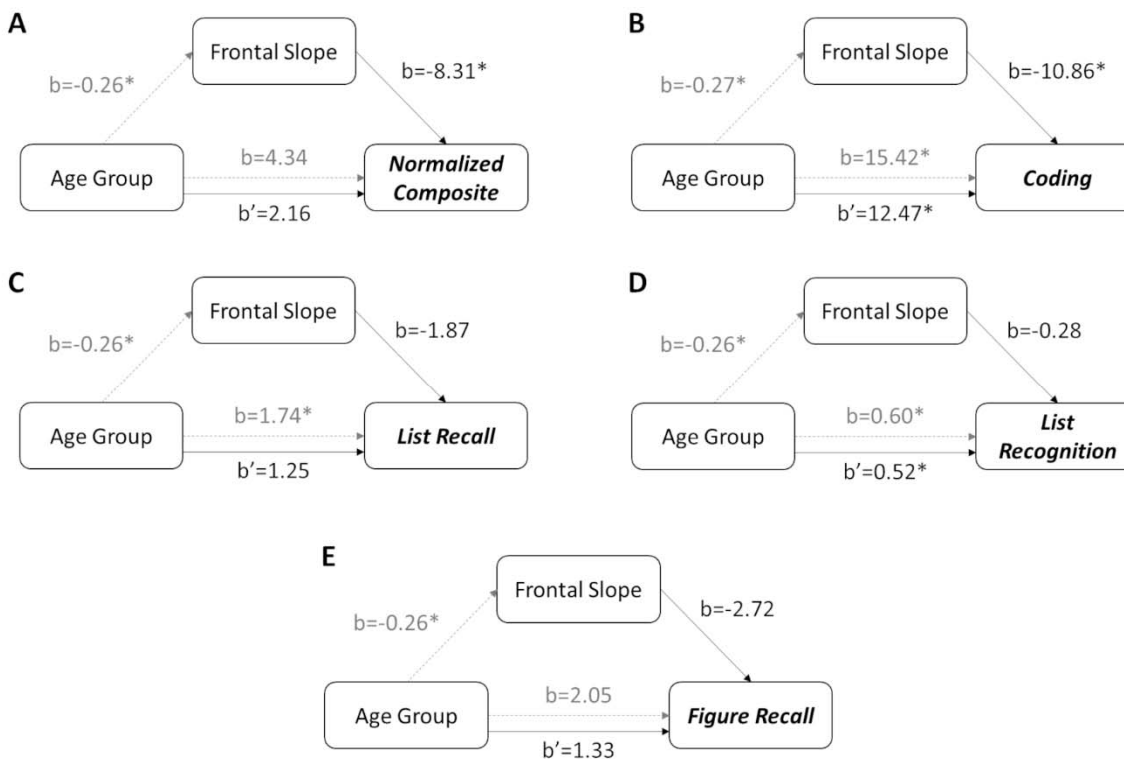 A
Frontal Slope
b=-0.26*
b=-8.31*
Age Group
b=4.34
b’=2.16
Normalized
Composite
B
Frontal Slope
b=-0.27*
b=-10.86*
Age Group
b=15.42*
b’=12.47*
Coding
C
Frontal Slope
b=-0.26*
b=-1.87
Age Group
b=1.74*
b’=1.25
List Recall
D
Frontal Slope
b=-0.26*
b=-0.28
Age Group
b=0.60*
b’=0.52*
List
Recognition
E
Frontal Slope
b=-0.26*
b=-2.72
Age Group
b=2.05
b’=1.33
Figure Recall